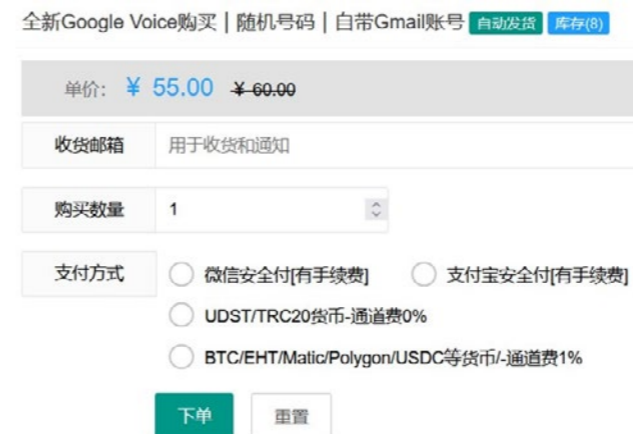 全新Google Voice购买 | 随机号码 | 自带Gmail账号 自动发货 库存(8)
单价: ¥ 55.00 ¥ 60.00
收货邮箱 用于收货和通知
购买数量 1
支付方式 微信安全付[有手续费] 支付宝安全付[有手续费]
UDST/TRC20货币-通道费0%
BTC/EHT/Matic/Polygon/USDC等货币/-通道费1%
下单 重置